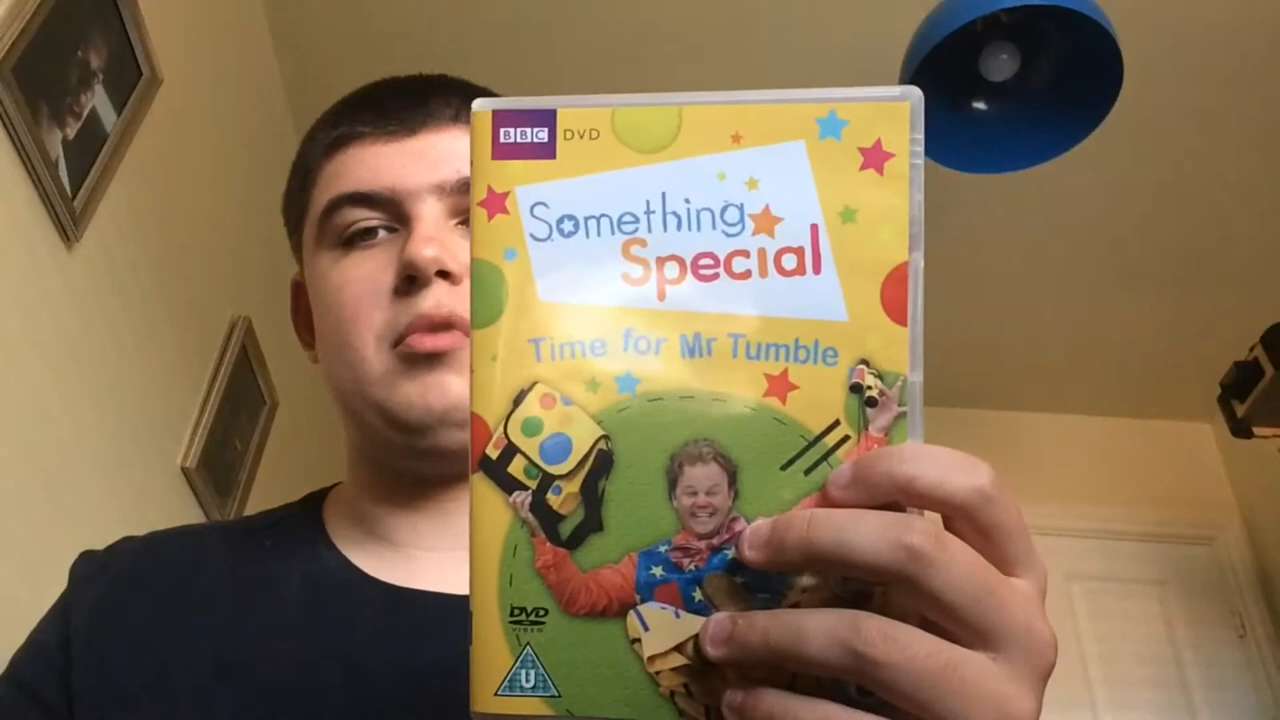 BBC DVD
Something
Special
Time for Mr Tumble
DVD
VIDEO
U